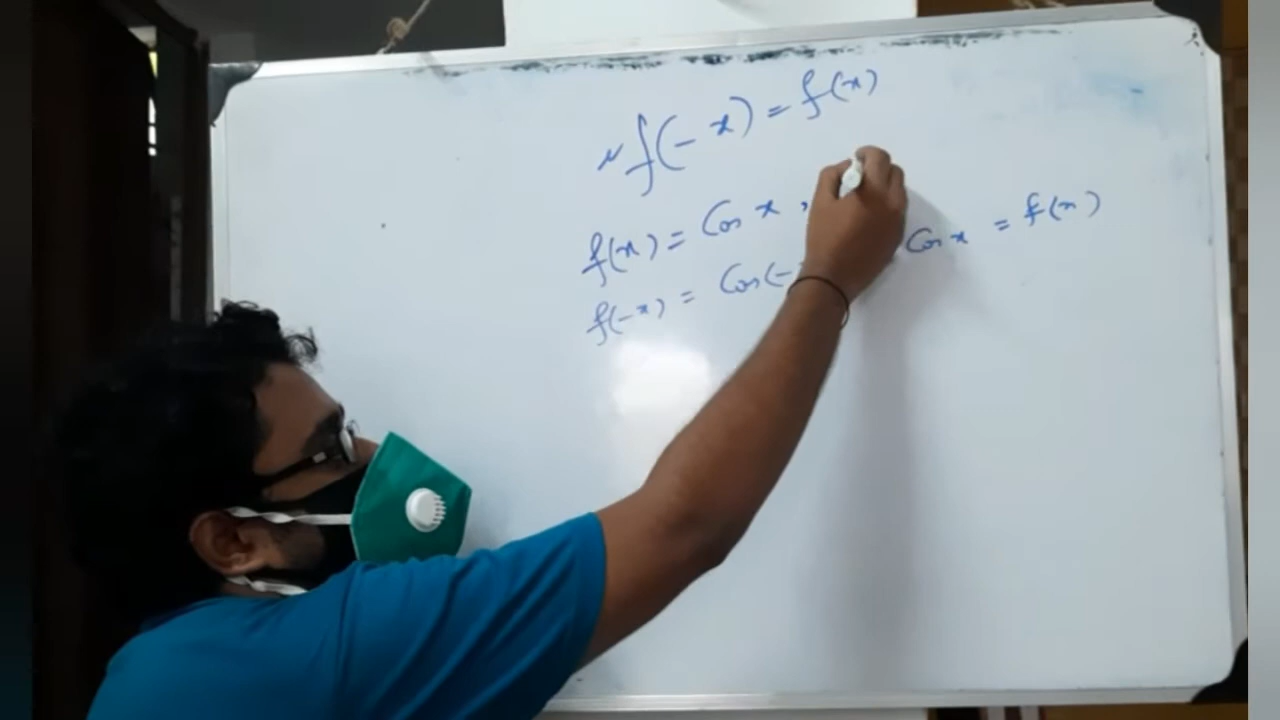 f(-x) = f(x)
f(x) = Cos x,
f(-x) = Cos(- Cos x = f(x)